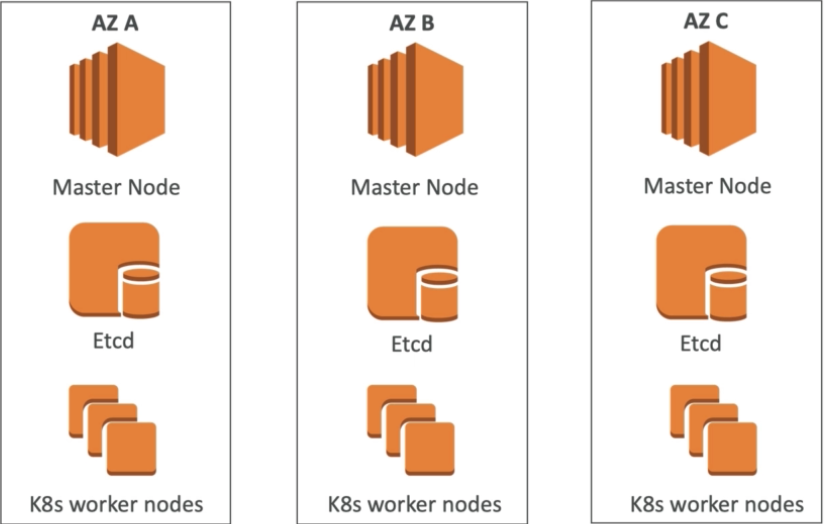 AZ A
Master Node
Etcd
K8s worker nodes
AZ B
Master Node
Etcd
K8s worker nodes
AZ C
Master Node
Etcd
K8s worker nodes